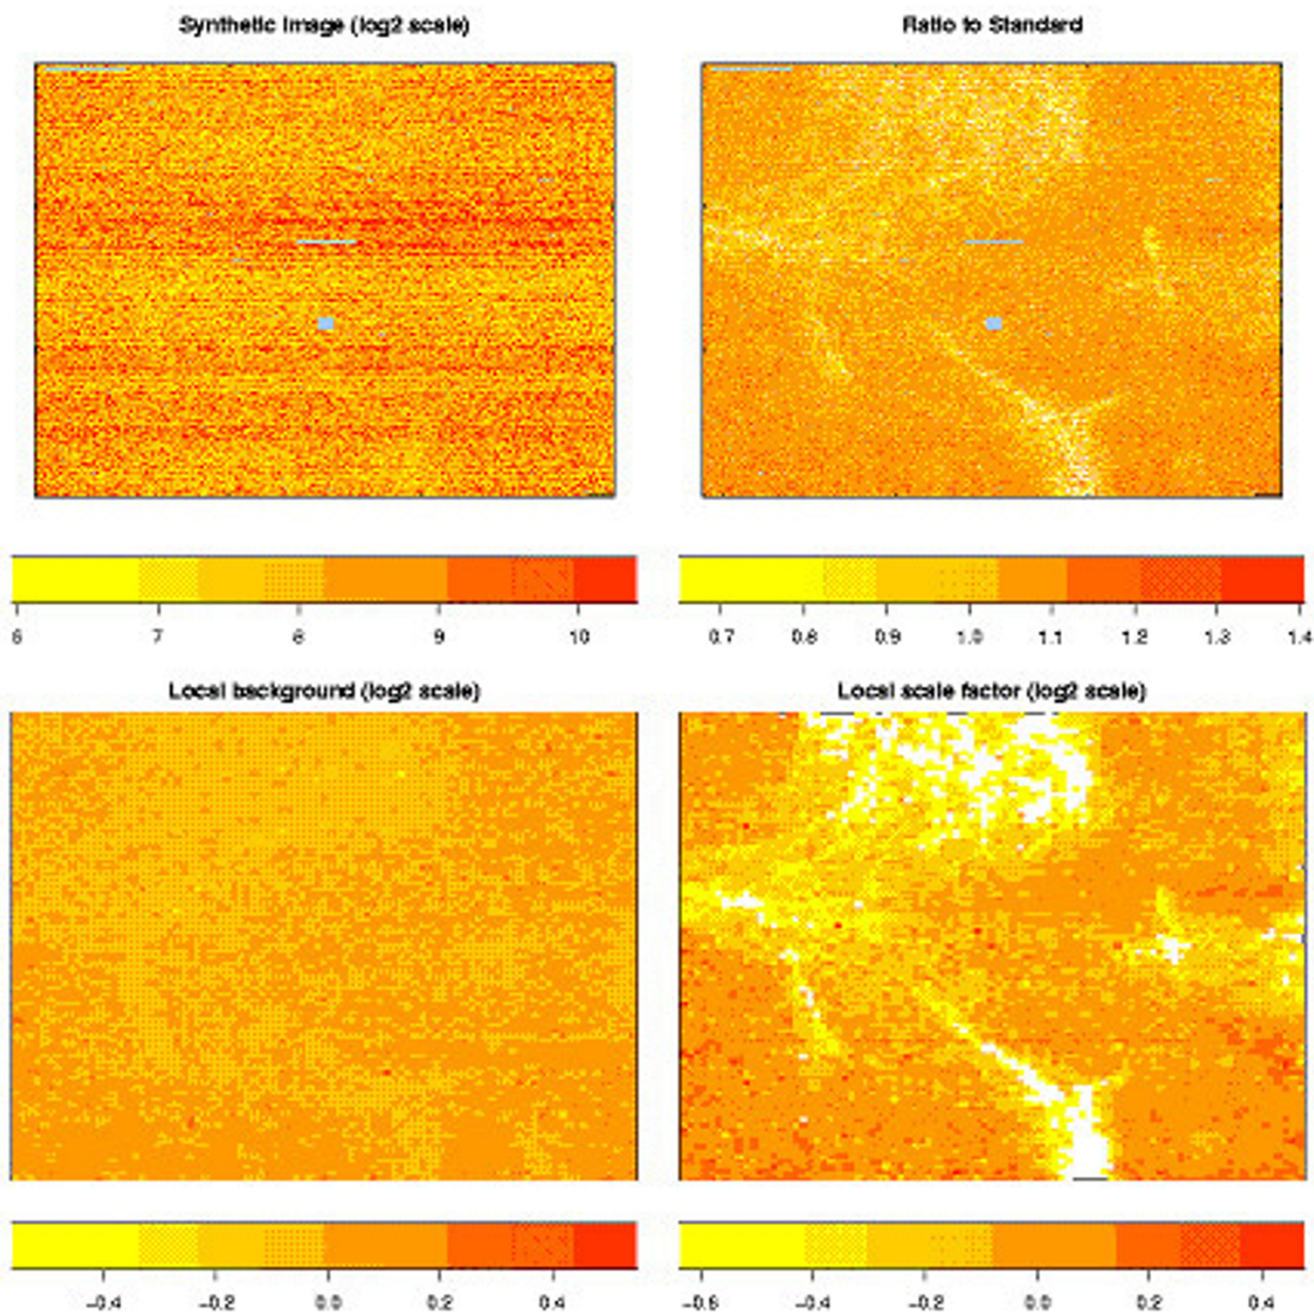 Synthetic Image (log2 scale)
Ratio to Standard
6 7 8 9 10
0.7 0.8 0.9 1.0 1.1 1.2 1.3 1.4
Local background (log2 scale)
Local scale factor (log2 scale)
-0.4 -0.2 0.0 0.2 0.4
-0.6 -0.4 -0.2 0.0 0.2 0.4